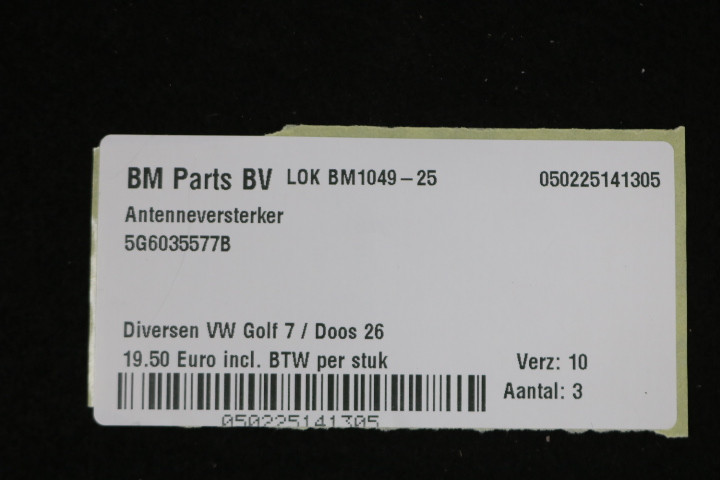 BM Parts BV LOK BM1049-25 050225141305
Antenneversterker
5G6035577B
Diversen VW Golf 7 / Doos 26
19.50 Euro incl. BTW per stuk Verz: 10
Aantal: 3
050225141305